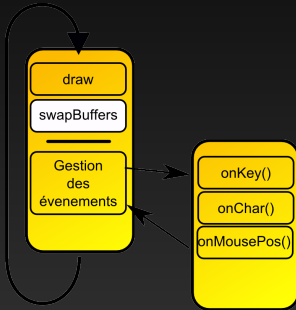 draw
swapBuffers
Gestion
des
évenements
onKey()
onChar()
onMousePos()